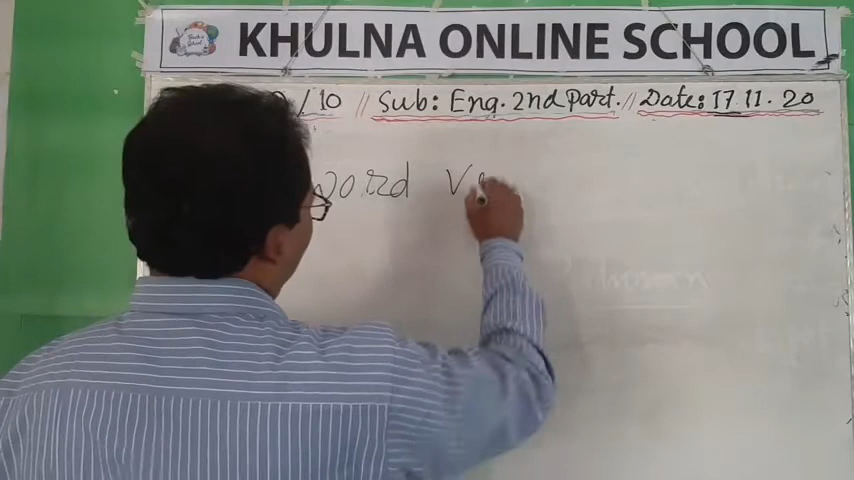 KHULNA ONLINE SCHOOL
/10 // Sub: Eng. 2nd Part. // Date: 17.11.20
word